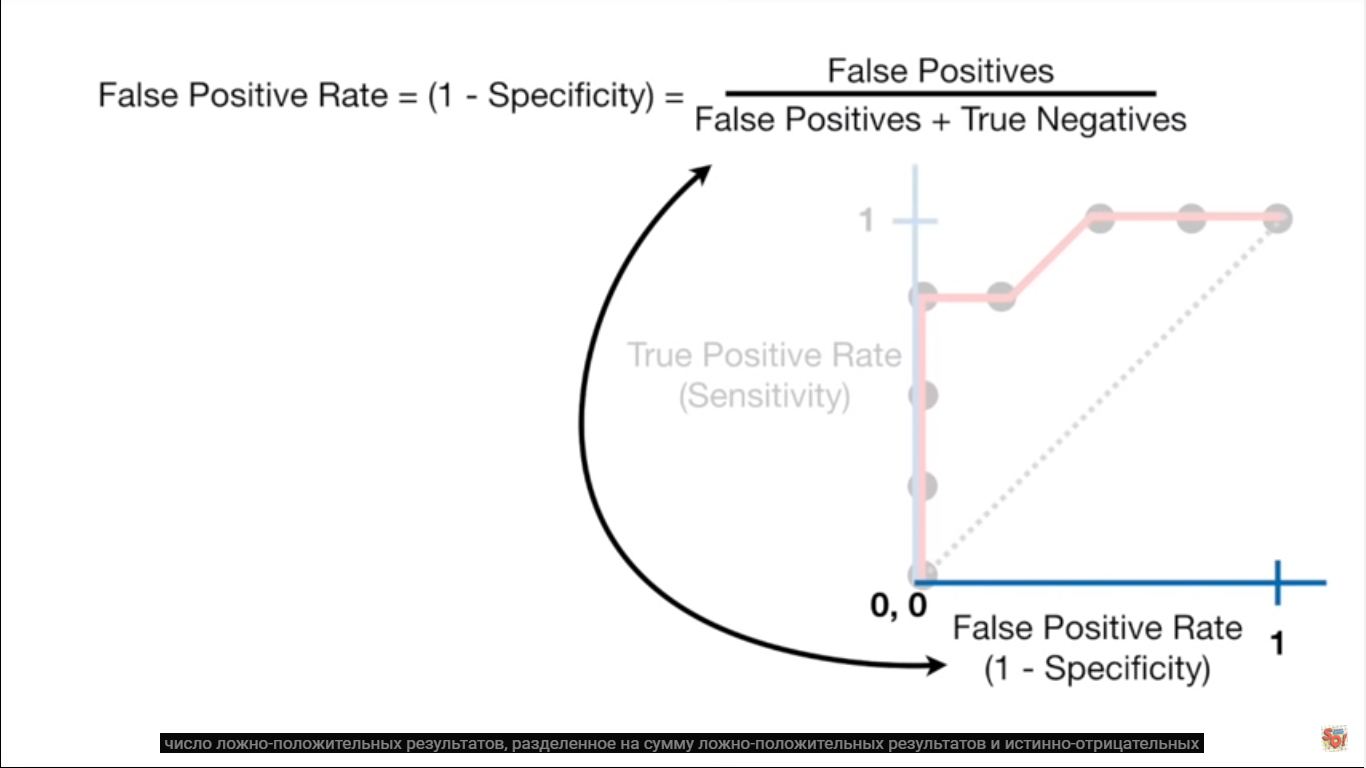 False Positives
False Positive Rate = (1 - Specificity) =
False Positives + True Negatives
1
True Positive Rate
(Sensitivity)
0, 0
False Positive Rate
1
(1 - Specificity)
число ложно-положительных результатов, разделенное на сумму ложно-положительных результатов и истинно-отрицательных
SQ!